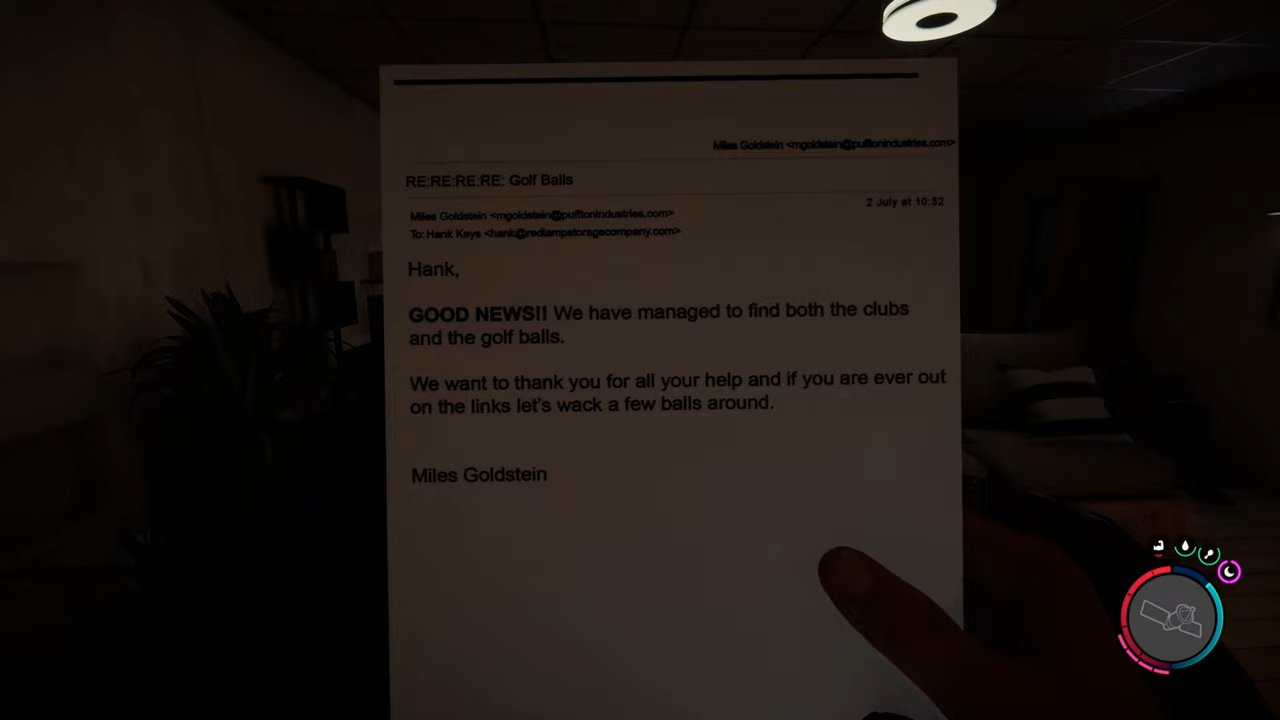 Miles Goldstein <mgoldstein@pufftonindustries.com>
RE:RE:RE:RE: Golf Balls
2 July at 10:32
Miles Goldstein <mgoldstein@pufftonindustries.com>
To: Hank Keys <hank@redlampstoragecompany.com>
Hank,
GOOD NEWS!! We have managed to find both the clubs
and the golf balls.
We want to thank you for all your help and if you are ever out
on the links let's wack a few balls around.
Miles Goldstein